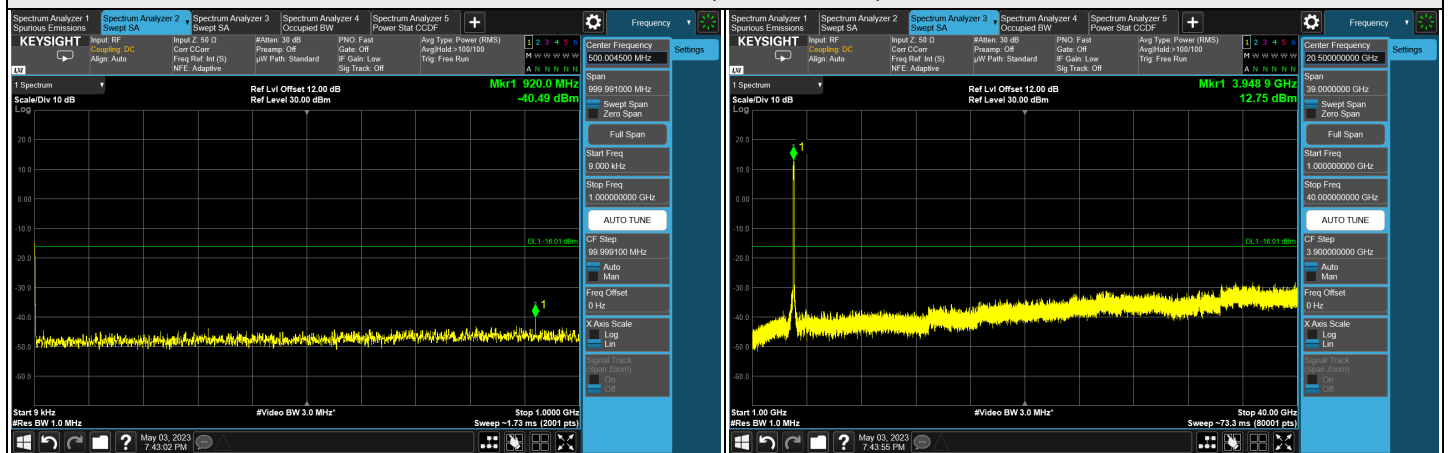 Spectrum Analyzer 1
Spurious Emissions
Spectrum Analyzer 2
Swept SA
Spectrum Analyzer 3
Swept SA
Spectrum Analyzer 4
Occupied BW
Spectrum Analyzer 5
Power Stat CCDF
Frequency
KEYSIGHT
Input: RF
Coupling: DC
Align: Auto
Input Z: 50 Ω
Corr CCorr
Freq Ref: Int (S)
NFE: Adaptive
#Atten: 30 dB
Preamp: Off
µW Path: Standard
PNO: Fast
Gate: Off
IF Gain: Low
Sig Track: Off
Avg Type: Power (RMS)
Avg|Hold:>100/100
Trig: Free Run
1 2 3 4 5 6
M W W W W W
A N N N N N
LXI
1 Spectrum
Scale/Div 10 dB
Log
Ref Lvl Offset 12.00 dB
Ref Level 30.00 dBm
Mkr1 920.0 MHz
-40.49 dBm
20.0
10.0
0.00
-10.0
-20.0
-30.0
-40.0
-50.0
-60.0
DL1 -16.01 dBm
1
Start 9 kHz
#Res BW 1.0 MHz
#Video BW 3.0 MHz*
Stop 1.0000 GHz
Sweep ~1.73 ms (2001 pts)
Center Frequency
500.004500 MHz
Settings
Span
999.991000 MHz
Swept Span
Zero Span
Full Span
Start Freq
9.000 kHz
Stop Freq
1.000000000 GHz
AUTO TUNE
CF Step
99.999100 MHz
Auto
Man
Freq Offset
0 Hz
X Axis Scale
Log
Lin
Signal Track
(Span Zoom)
On
Off
May 03, 2023
7:43:02 PM
Spectrum Analyzer 1
Spurious Emissions
Spectrum Analyzer 2
Swept SA
Spectrum Analyzer 3
Swept SA
Spectrum Analyzer 4
Occupied BW
Spectrum Analyzer 5
Power Stat CCDF
Frequency
KEYSIGHT
Input: RF
Coupling: DC
Align: Auto
Input Z: 50 Ω
Corr CCorr
Freq Ref: Int (S)
NFE: Adaptive
#Atten: 30 dB
Preamp: Off
µW Path: Standard
PNO: Fast
Gate: Off
IF Gain: Low
Sig Track: Off
Avg Type: Power (RMS)
Avg|Hold:>100/100
Trig: Free Run
1 2 3 4 5 6
M W W W W W
A N N N N N
LXI
1 Spectrum
Scale/Div 10 dB
Log
Ref Lvl Offset 12.00 dB
Ref Level 30.00 dBm
Mkr1 3.948 9 GHz
12.75 dBm
20.0
10.0
0.00
-10.0
-20.0
-30.0
-40.0
-50.0
-60.0
DL1 -16.01 dBm
1
Start 1.00 GHz
#Res BW 1.0 MHz
#Video BW 3.0 MHz*
Stop 40.00 GHz
Sweep ~73.3 ms (80001 pts)
Center Frequency
20.500000000 GHz
Settings
Span
39.0000000 GHz
Swept Span
Zero Span
Full Span
Start Freq
1.000000000 GHz
Stop Freq
40.000000000 GHz
AUTO TUNE
CF Step
3.900000000 GHz
Auto
Man
Freq Offset
0 Hz
X Axis Scale
Log
Lin
Signal Track
(Span Zoom)
On
Off
May 03, 2023
7:43:55 PM